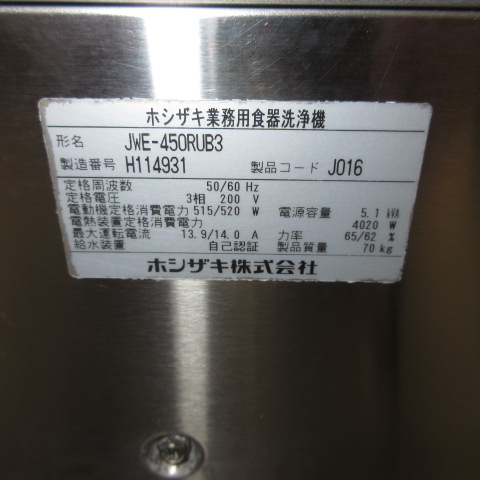 ホシザキ業務用食器洗浄機
形名 JWE-450RUB3
製造番号 H114931 製品コード J016
定格周波数 50/60 Hz
定格電圧 3相 200 V
電動機定格消費電力 515/520 W 電源容量 5.1 kVA
電熱装置定格消費電力 4020 W
最大運転電流 13.9/14.0 A 力率 65/62 %
給水装置 自己認証 製品質量 70 kg
ホシザキ株式会社